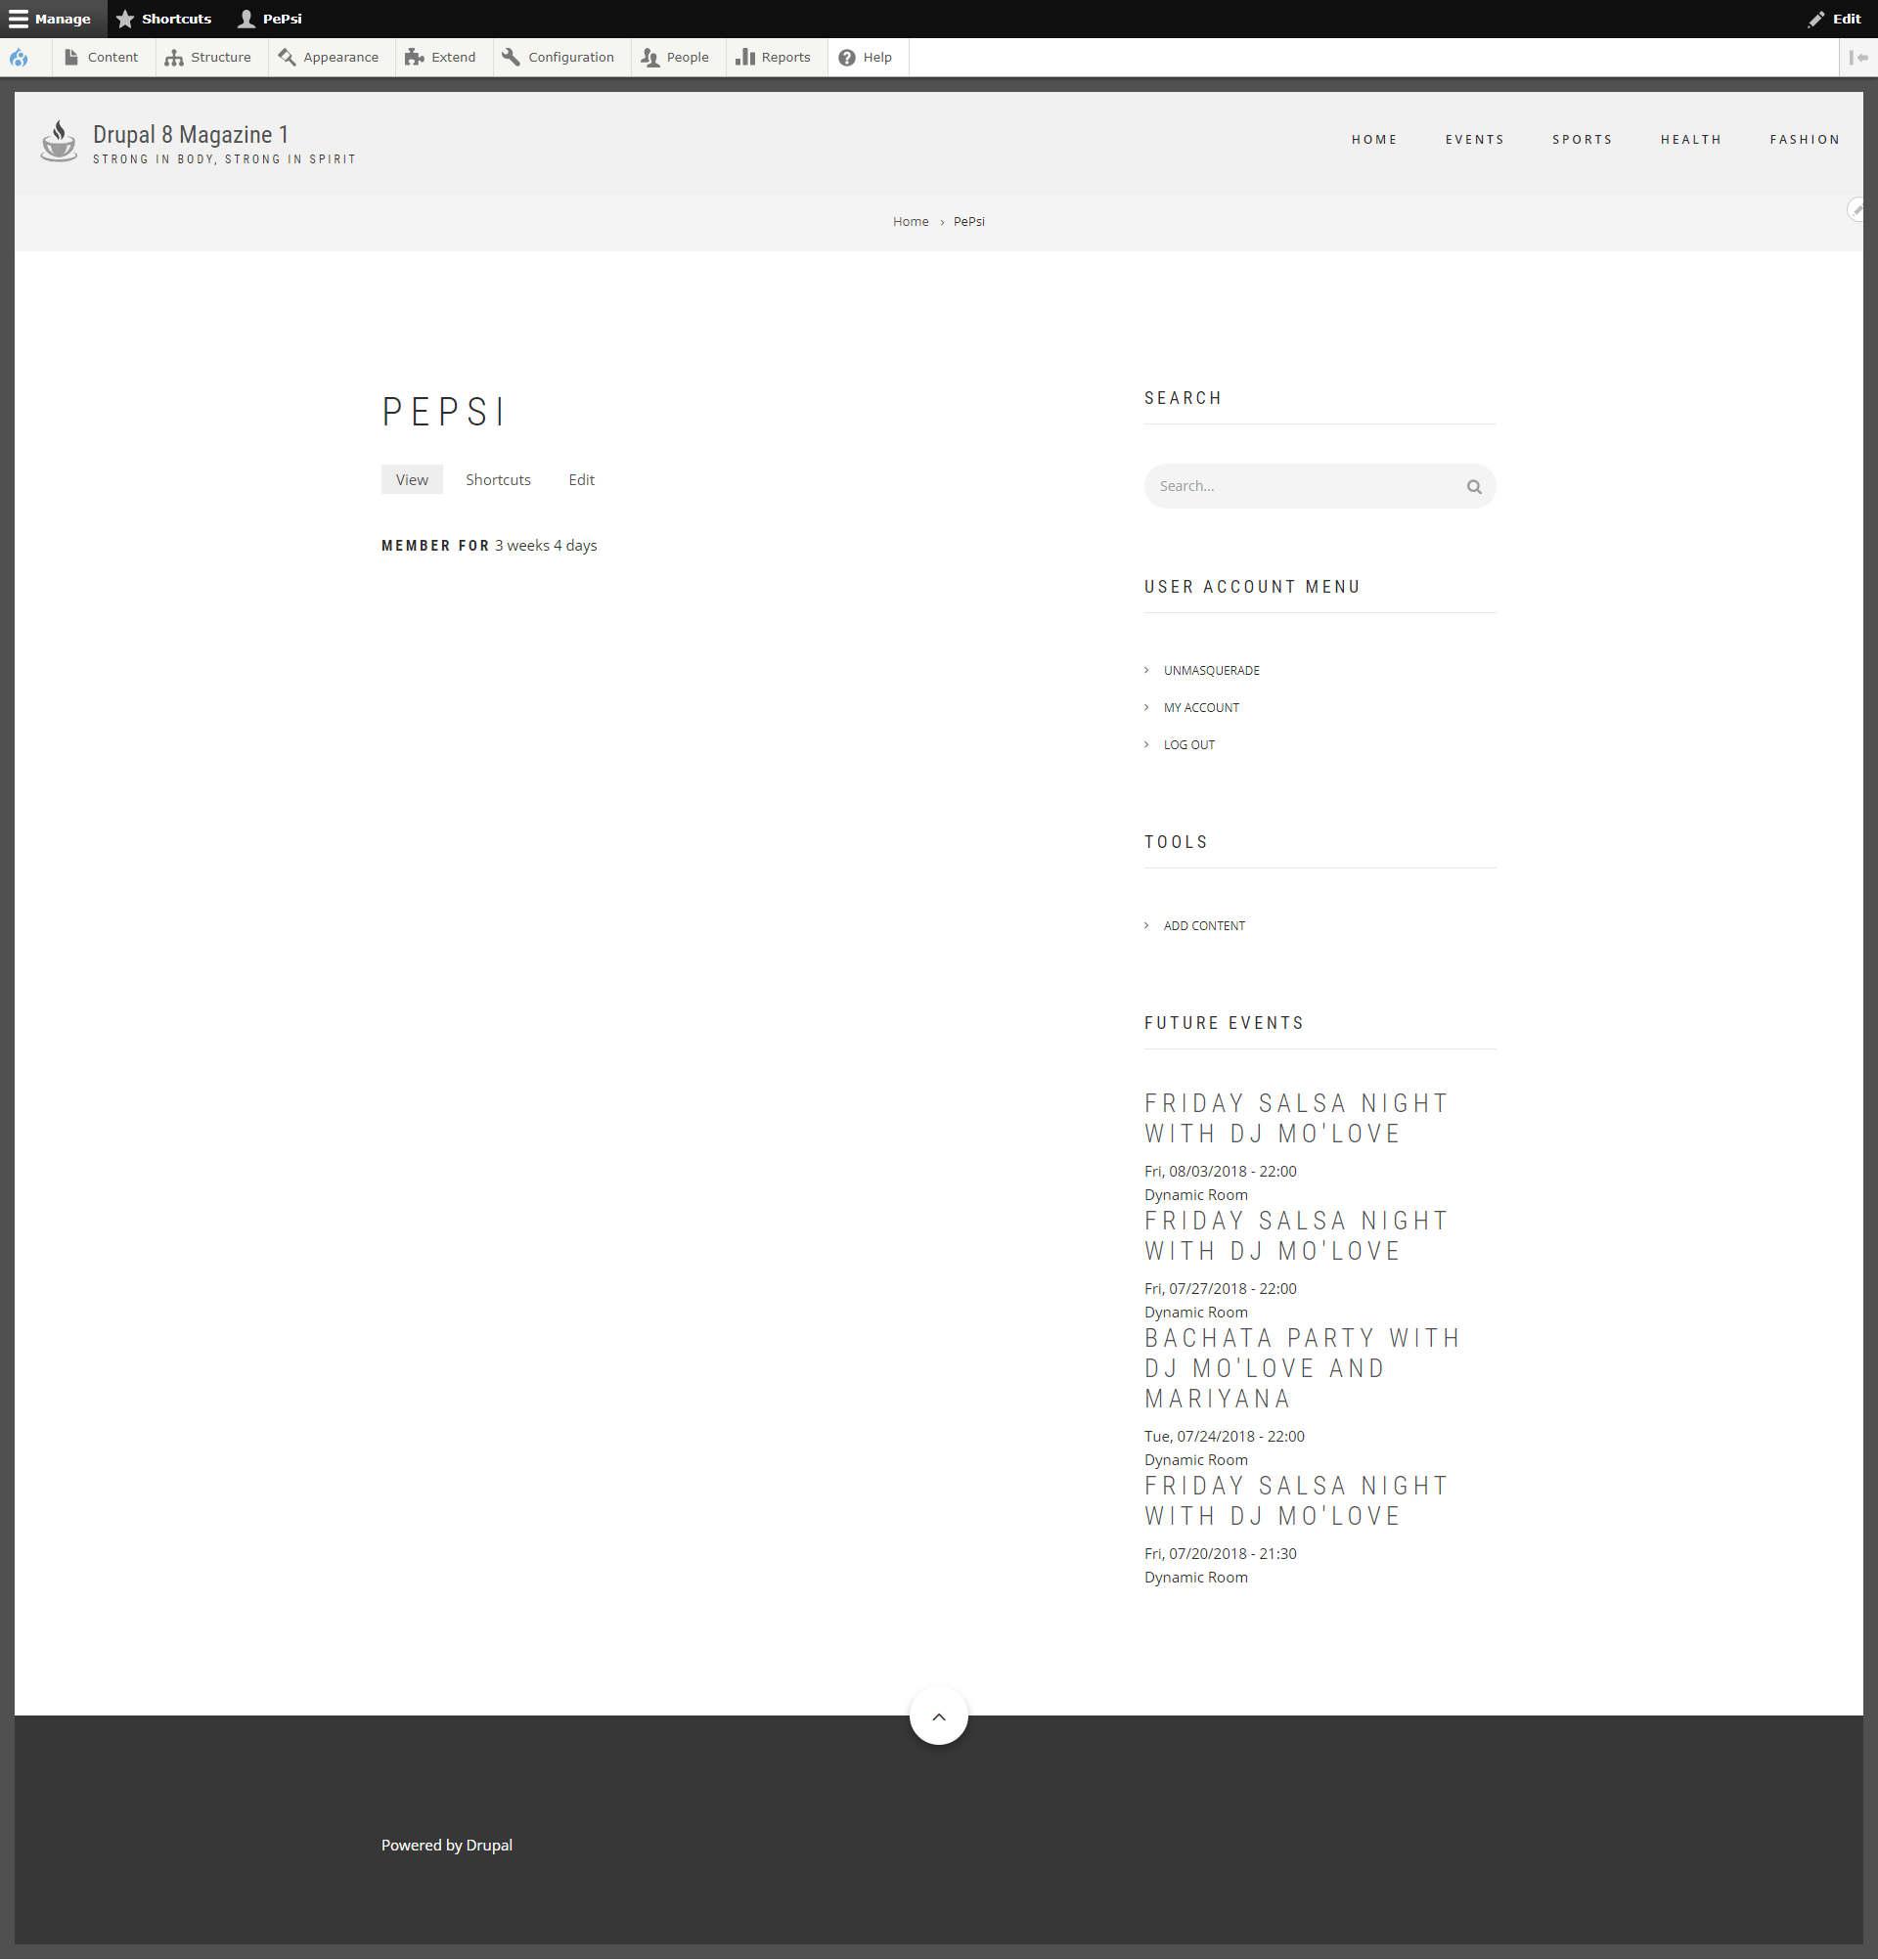 Manage Shortcuts PePsi Edit
Content Structure Appearance Extend Configuration People Reports Help
Drupal 8 Magazine 1
STRONG IN BODY, STRONG IN SPIRIT
HOME EVENTS SPORTS HEALTH FASHION
Home › PePsi
PEPSI
View Shortcuts Edit
MEMBER FOR 3 weeks 4 days
SEARCH
Search...
USER ACCOUNT MENU
UNMASQUERADE
MY ACCOUNT
LOG OUT
TOOLS
ADD CONTENT
FUTURE EVENTS
FRIDAY SALSA NIGHT
WITH DJ MO'LOVE
Fri, 08/03/2018 - 22:00
Dynamic Room
FRIDAY SALSA NIGHT
WITH DJ MO'LOVE
Fri, 07/27/2018 - 22:00
Dynamic Room
BACHATA PARTY WITH
DJ MO'LOVE AND
MARIYANA
Tue, 07/24/2018 - 22:00
Dynamic Room
FRIDAY SALSA NIGHT
WITH DJ MO'LOVE
Fri, 07/20/2018 - 21:30
Dynamic Room
Powered by Drupal